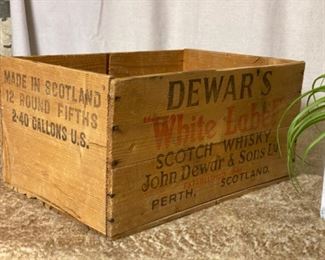 MADE IN SCOTLAND
12 ROUND FIFTHS
2·40 GALLONS U.S.
DEWAR'S
"White Label"
SCOTCH WHISKY
John Dewar & Sons Ld
PERTH, SCOTLAND.